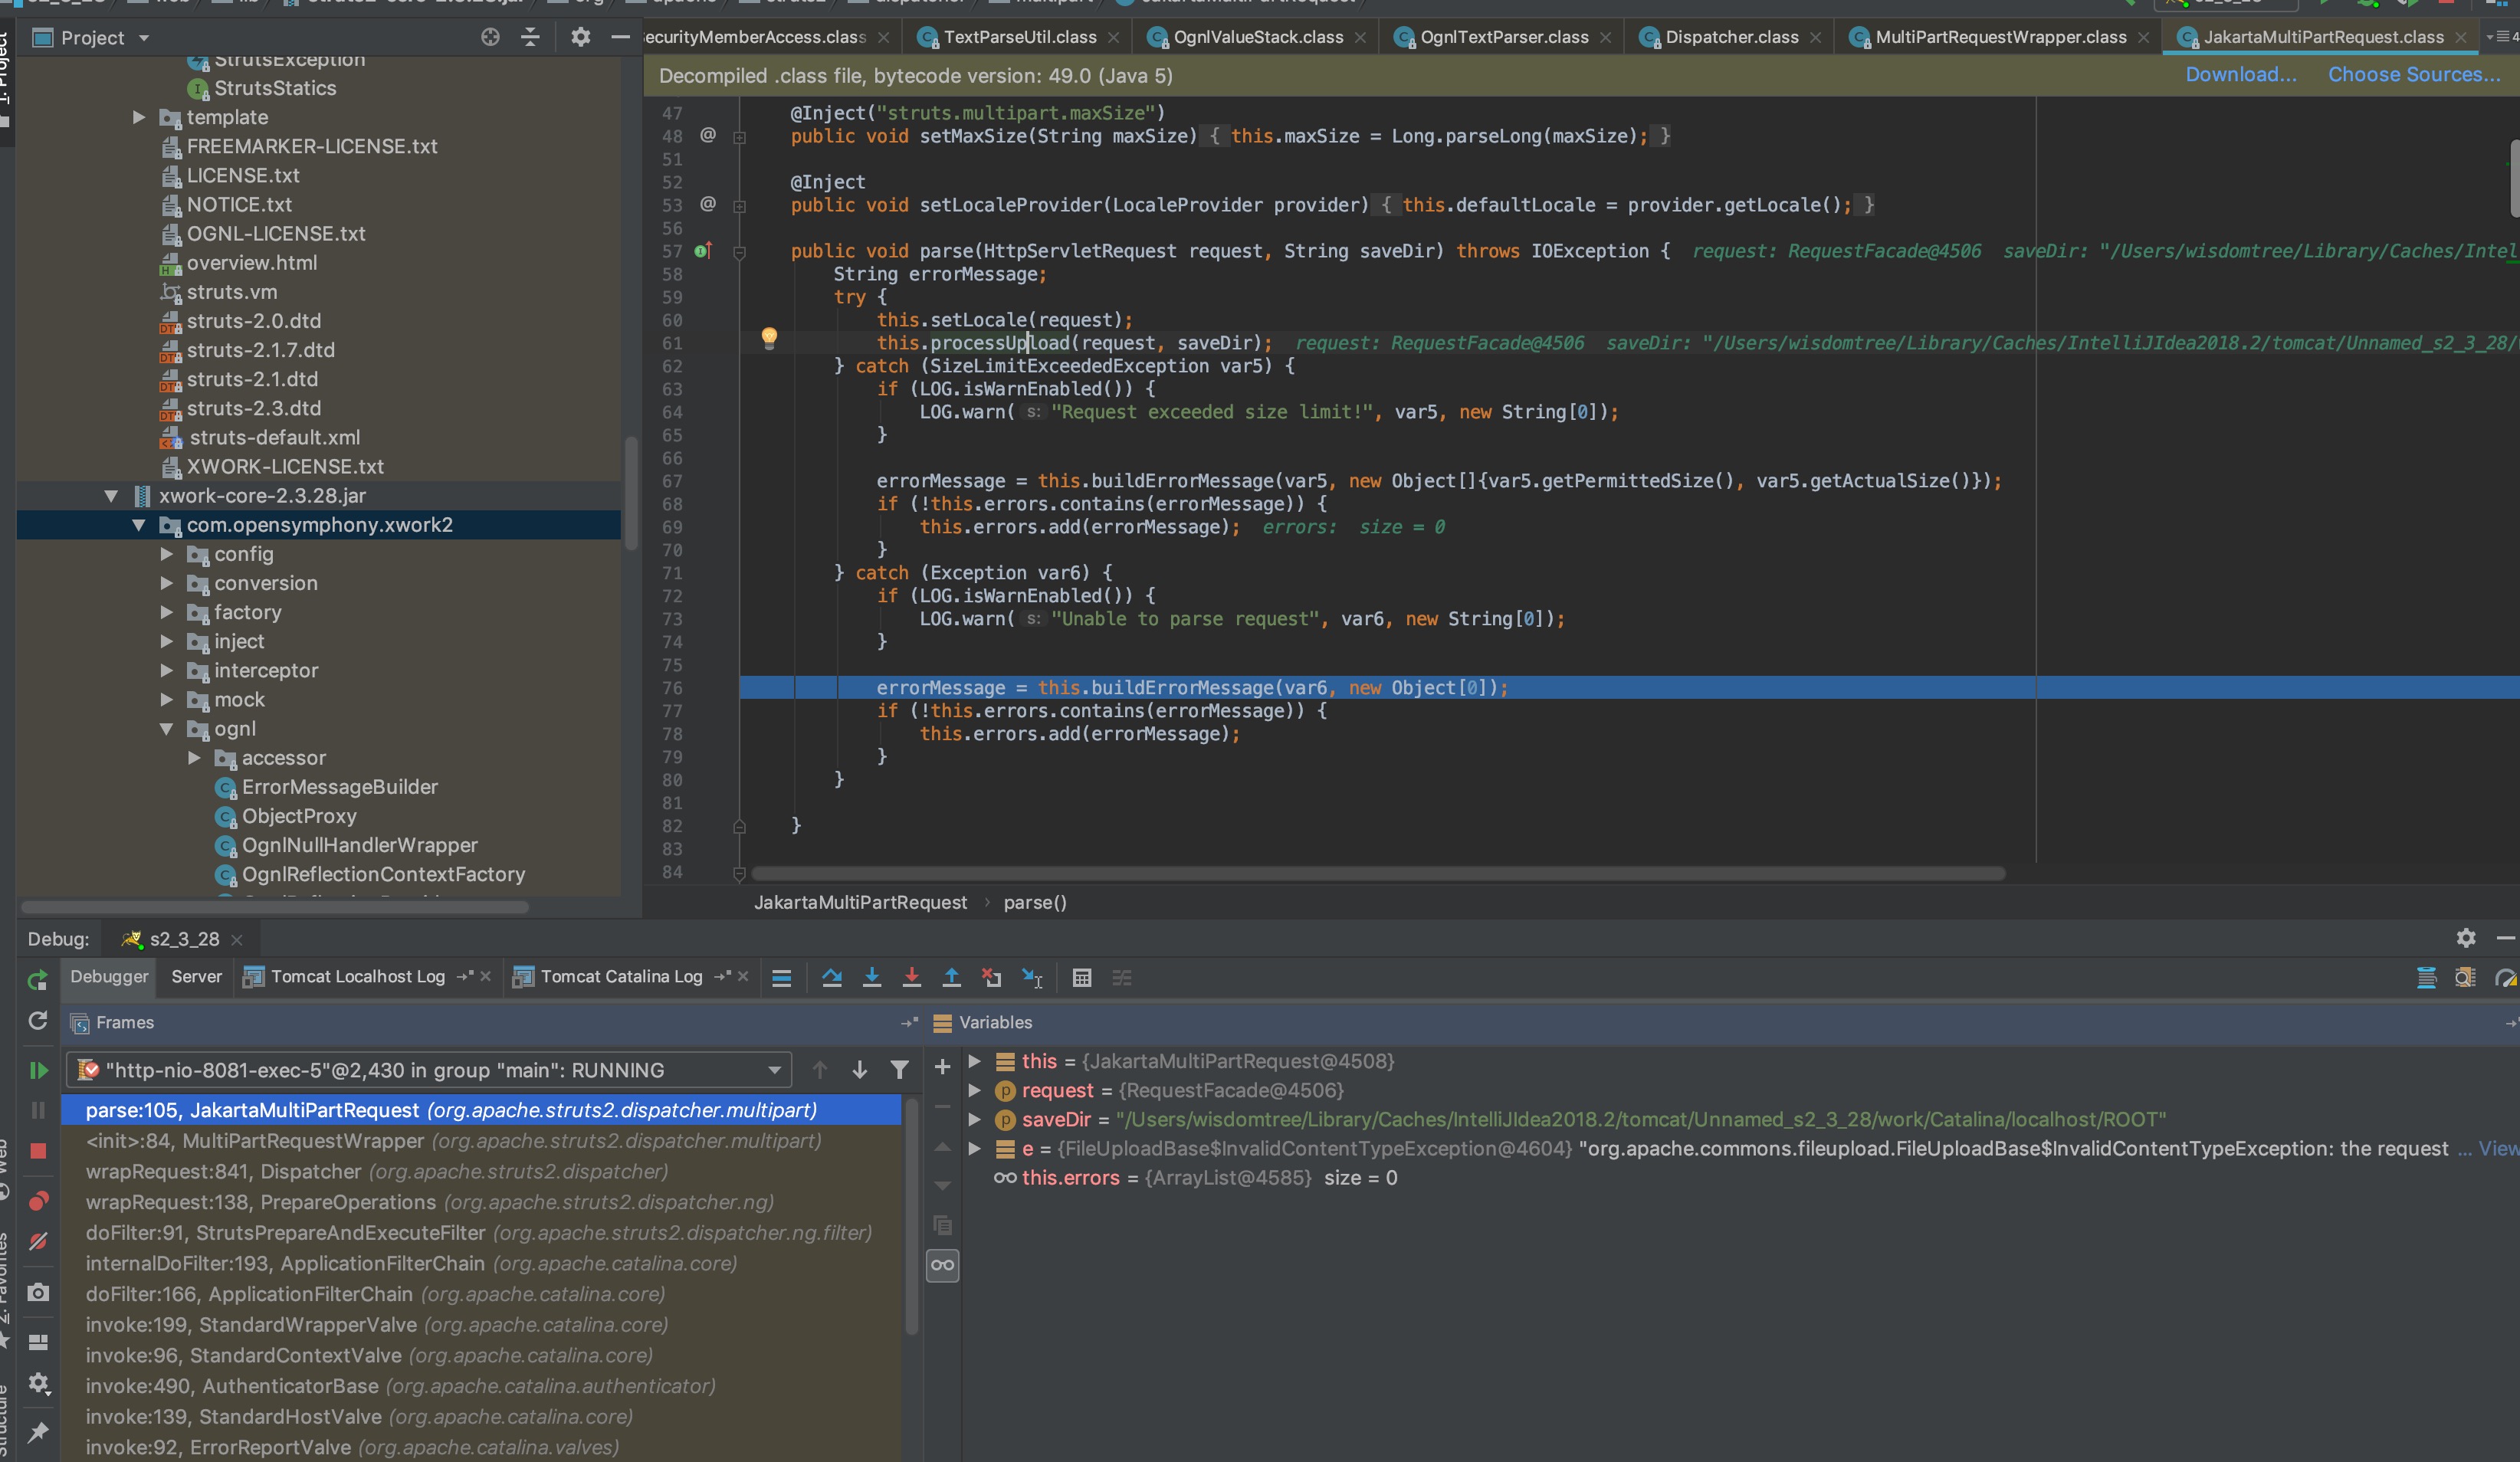 Project
StrutsException
StrutsStatics
template
FREEMARKER-LICENSE.txt
LICENSE.txt
NOTICE.txt
OGNL-LICENSE.txt
overview.html
struts.vm
struts-2.0.dtd
struts-2.1.7.dtd
struts-2.1.dtd
struts-2.3.dtd
struts-default.xml
XWORK-LICENSE.txt
xwork-core-2.3.28.jar
com.opensymphony.xwork2
config
conversion
factory
inject
interceptor
mock
ognl
accessor
ErrorMessageBuilder
ObjectProxy
OgnlNullHandlerWrapper
OgnlReflectionContextFactory
ecurityMemberAccess.class TextParseUtil.class OgnlValueStack.class OgnlTextParser.class Dispatcher.class MultiPartRequestWrapper.class JakartaMultiPartRequest.class
Decompiled .class file, bytecode version: 49.0 (Java 5) Download... Choose Sources...
47 @Inject("struts.multipart.maxSize")
48 @ public void setMaxSize(String maxSize) { this.maxSize = Long.parseLong(maxSize); }
51
52 @Inject
53 @ public void setLocaleProvider(LocaleProvider provider) { this.defaultLocale = provider.getLocale(); }
56
57 public void parse(HttpServletRequest request, String saveDir) throws IOException { request: RequestFacade@4506 saveDir: "/Users/wisdomtree/Library/Caches/Intel
58 String errorMessage;
59 try {
60 this.setLocale(request);
61 this.processUpload(request, saveDir); request: RequestFacade@4506 saveDir: "/Users/wisdomtree/Library/Caches/IntelliJIdea2018.2/tomcat/Unnamed_s2_3_28/
62 } catch (SizeLimitExceededException var5) {
63 if (LOG.isWarnEnabled()) {
64 LOG.warn( s: "Request exceeded size limit!", var5, new String[0]);
65 }
66
67 errorMessage = this.buildErrorMessage(var5, new Object[]{var5.getPermittedSize(), var5.getActualSize()});
68 if (!this.errors.contains(errorMessage)) {
69 this.errors.add(errorMessage); errors: size = 0
70 }
71 } catch (Exception var6) {
72 if (LOG.isWarnEnabled()) {
73 LOG.warn( s: "Unable to parse request", var6, new String[0]);
74 }
75
76 errorMessage = this.buildErrorMessage(var6, new Object[0]);
77 if (!this.errors.contains(errorMessage)) {
78 this.errors.add(errorMessage);
79 }
80 }
81
82 }
83
84
JakartaMultiPartRequest › parse()
Debug: s2_3_28
Debugger Server Tomcat Localhost Log Tomcat Catalina Log
Frames
"http-nio-8081-exec-5"@2,430 in group "main": RUNNING
parse:105, JakartaMultiPartRequest (org.apache.struts2.dispatcher.multipart)
<init>:84, MultiPartRequestWrapper (org.apache.struts2.dispatcher.multipart)
wrapRequest:841, Dispatcher (org.apache.struts2.dispatcher)
wrapRequest:138, PrepareOperations (org.apache.struts2.dispatcher.ng)
doFilter:91, StrutsPrepareAndExecuteFilter (org.apache.struts2.dispatcher.ng.filter)
internalDoFilter:193, ApplicationFilterChain (org.apache.catalina.core)
doFilter:166, ApplicationFilterChain (org.apache.catalina.core)
invoke:199, StandardWrapperValve (org.apache.catalina.core)
invoke:96, StandardContextValve (org.apache.catalina.core)
invoke:490, AuthenticatorBase (org.apache.catalina.authenticator)
invoke:139, StandardHostValve (org.apache.catalina.core)
invoke:92, ErrorReportValve (org.apache.catalina.valves)
Variables
this = {JakartaMultiPartRequest@4508}
request = {RequestFacade@4506}
saveDir = "/Users/wisdomtree/Library/Caches/IntelliJIdea2018.2/tomcat/Unnamed_s2_3_28/work/Catalina/localhost/ROOT"
e = {FileUploadBase$InvalidContentTypeException@4604} "org.apache.commons.fileupload.FileUploadBase$InvalidContentTypeException: the request ... View
this.errors = {ArrayList@4585} size = 0